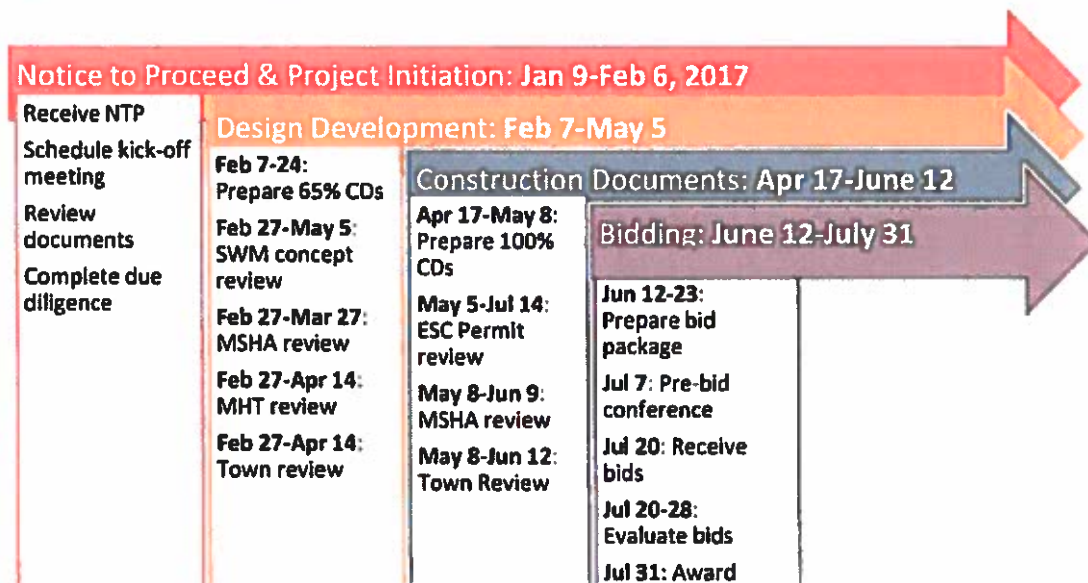 Notice to Proceed & Project Initiation: Jan 9-Feb 6, 2017
Receive NTP
Schedule kick-off
meeting
Review
documents
Complete due
diligence
Design Development: Feb 7-May 5
Feb 7-24:
Prepare 65% CDs
Feb 27-May 5:
SWM concept
review
Feb 27-Mar 27:
MSHA review
Feb 27-Apr 14:
MHT review
Feb 27-Apr 14:
Town review
Construction Documents: Apr 17-June 12
Apr 17-May 8:
Prepare 100%
CDs
May 5-Jul 14:
ESC Permit
review
May 8-Jun 9:
MSHA review
May 8-Jun 12:
Town Review
Bidding: June 12-July 31
Jun 12-23:
Prepare bid
package
Jul 7: Pre-bid
conference
Jul 20: Receive
bids
Jul 20-28:
Evaluate bids
Jul 31: Award